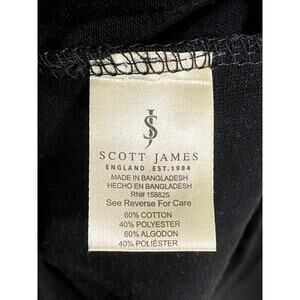 JS
SCOTT JAMES
ENGLAND EST.1984
MADE IN BANGLADESH
HECHO EN BANGLADESH
RN# 158825
See Reverse For Care
60% COTTON
40% POLYESTER
60% ALGODON
40% POLIÉSTER